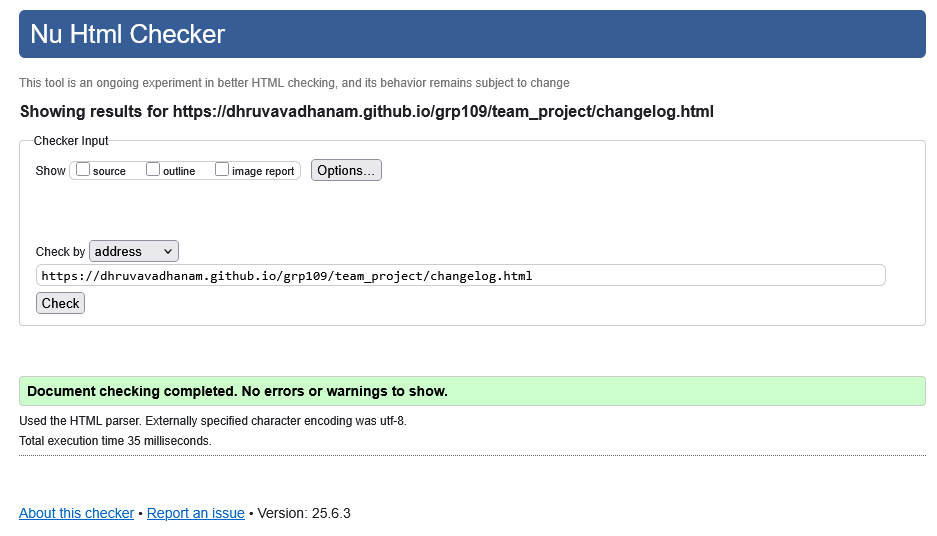 Nu Html Checker
This tool is an ongoing experiment in better HTML checking, and its behavior remains subject to change
Showing results for https://dhruvavadhanam.github.io/grp109/team_project/changelog.html
Checker Input
Show source outline image report Options...
Check by address
https://dhruvavadhanam.github.io/grp109/team_project/changelog.html
Check
Document checking completed. No errors or warnings to show.
Used the HTML parser. Externally specified character encoding was utf-8.
Total execution time 35 milliseconds.
About this checker • Report an issue • Version: 25.6.3